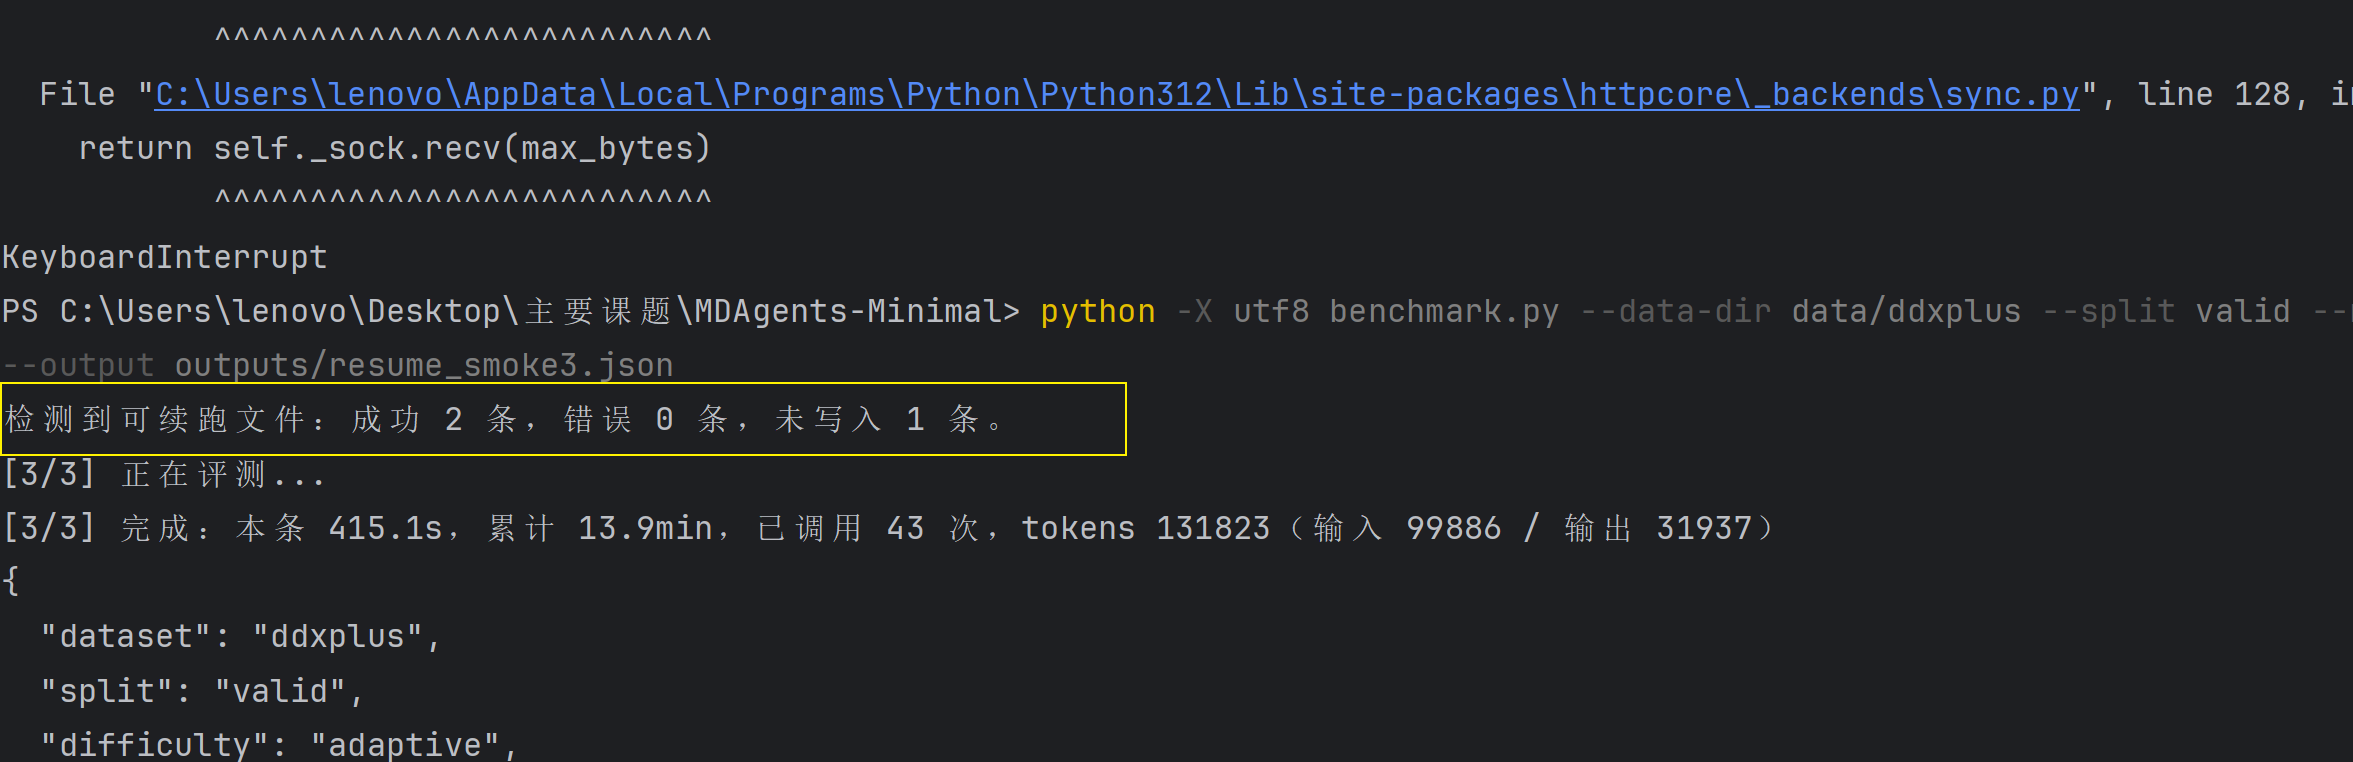 ^^^^^^^^^^^^^^^^^^^^^^^^^^
File "C:\Users\lenovo\AppData\Local\Programs\Python\Python312\Lib\site-packages\httpcore\_backends\sync.py", line 128, in
return self._sock.recv(max_bytes)
^^^^^^^^^^^^^^^^^^^^^^^^^^
KeyboardInterrupt
PS C:\Users\lenovo\Desktop\主要课题\MDAgents-Minimal> python -X utf8 benchmark.py --data-dir data/ddxplus --split valid --
--output outputs/resume_smoke3.json
检测到可续跑文件：成功 2 条，错误 0 条，未写入 1 条。
[3/3] 正在评测...
[3/3] 完成：本条 415.1s，累计 13.9min，已调用 43 次，tokens 131823（输入 99886 / 输出 31937）
{
"dataset": "ddxplus",
"split": "valid",
"difficulty": "adaptive",